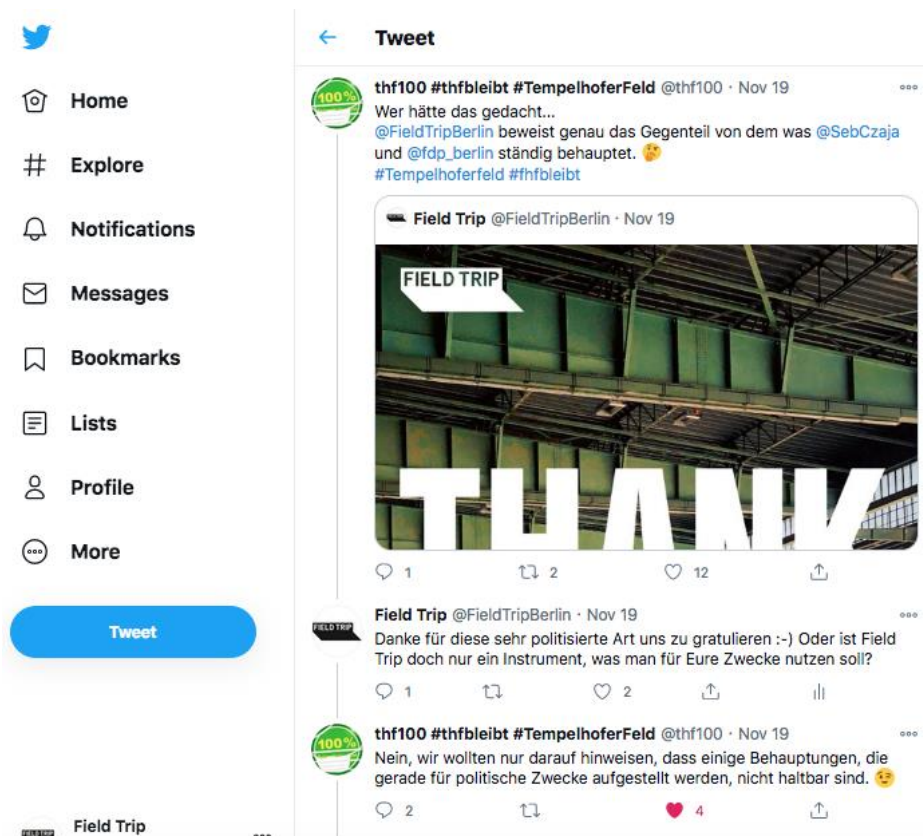 Tweet
Home
Explore
Notifications
Messages
Bookmarks
Lists
Profile
More
Tweet
Field Trip
thf100 #thfbleibt #TempelhoferFeld @thf100 · Nov 19
100%
Wer hätte das gedacht...
@FieldTripBerlin beweist genau das Gegenteil von dem was @SebCzaja
und @fdp_berlin ständig behauptet. 🤔
#Tempelhoferfeld #fhfbleibt
Field Trip @FieldTripBerlin · Nov 19
FIELD TRIP
THANK
1 2 12
Field Trip @FieldTripBerlin · Nov 19
FIELD TRIP
Danke für diese sehr politisierte Art uns zu gratulieren :-) Oder ist Field
Trip doch nur ein Instrument, was man für Eure Zwecke nutzen soll?
1 2
thf100 #thfbleibt #TempelhoferFeld @thf100 · Nov 19
100%
Nein, wir wollten nur darauf hinweisen, dass einige Behauptungen, die
gerade für politische Zwecke aufgestellt werden, nicht haltbar sind. 😉
2 4